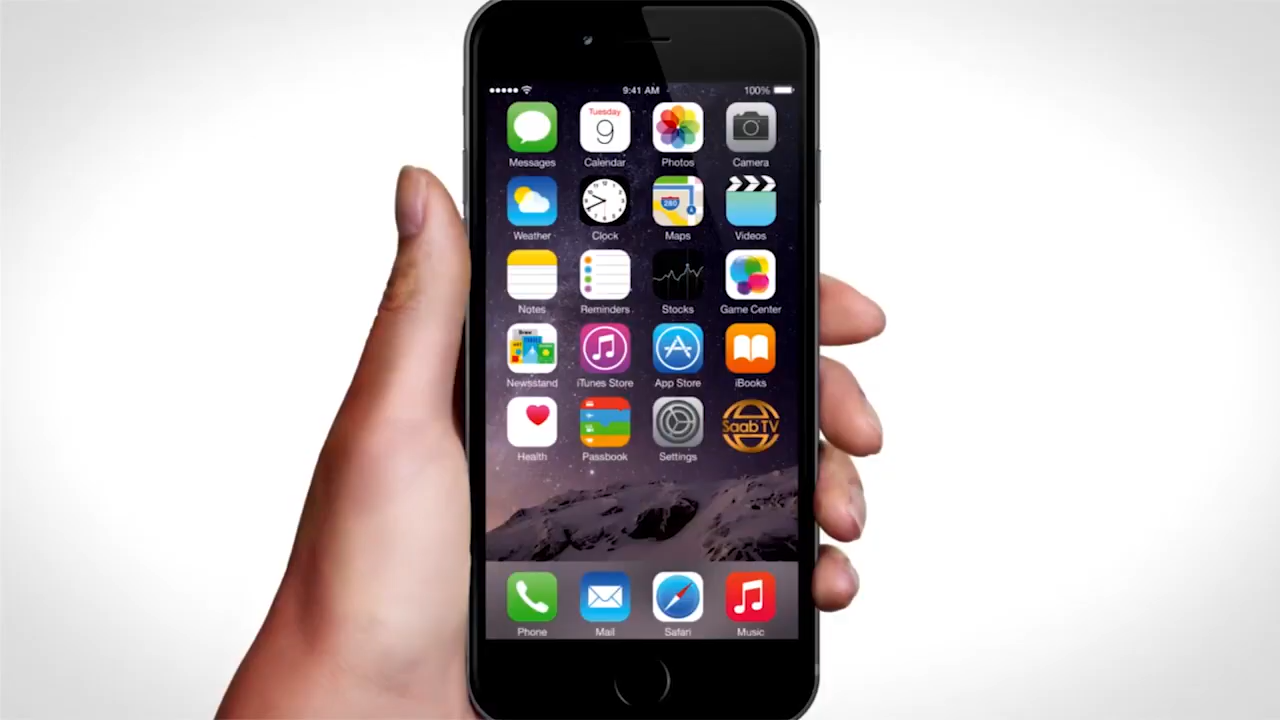 9:41 AM 100%
Tuesday
9
Messages Calendar Photos Camera
280
Weather Clock Maps Videos
Notes Reminders Stocks Game Center
Newsstand iTunes Store App Store iBooks
Saab TV
Health Passbook Settings
Phone Mail Safari Music